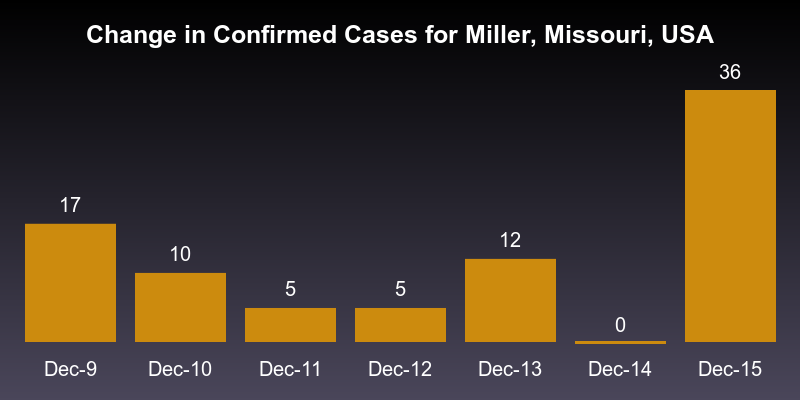 Change in Confirmed Cases for Miller, Missouri, USA
36
17
12
10
5
5
0
Dec-9
Dec-10
Dec-11
Dec-12
Dec-13
Dec-14
Dec-15